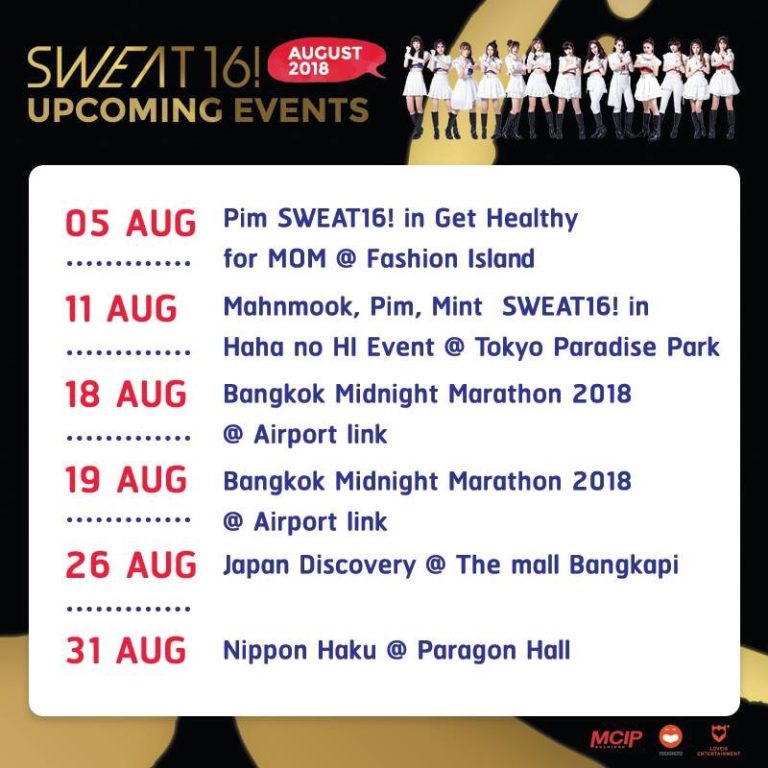 SWEAT16!
AUGUST
2018
UPCOMING EVENTS
05 AUG
Pim SWEAT16! in Get Healthy
for MOM @ Fashion Island
11 AUG
Mahnmook, Pim, Mint SWEAT16! in
Haha no HI Event @ Tokyo Paradise Park
18 AUG
Bangkok Midnight Marathon 2018
@ Airport link
19 AUG
Bangkok Midnight Marathon 2018
@ Airport link
26 AUG
Japan Discovery @ The mall Bangkapi
31 AUG
Nippon Haku @ Paragon Hall
MCIP
HOLDINGS
YOSHIMOTO
LOVEiS
ENTERTAINMENT